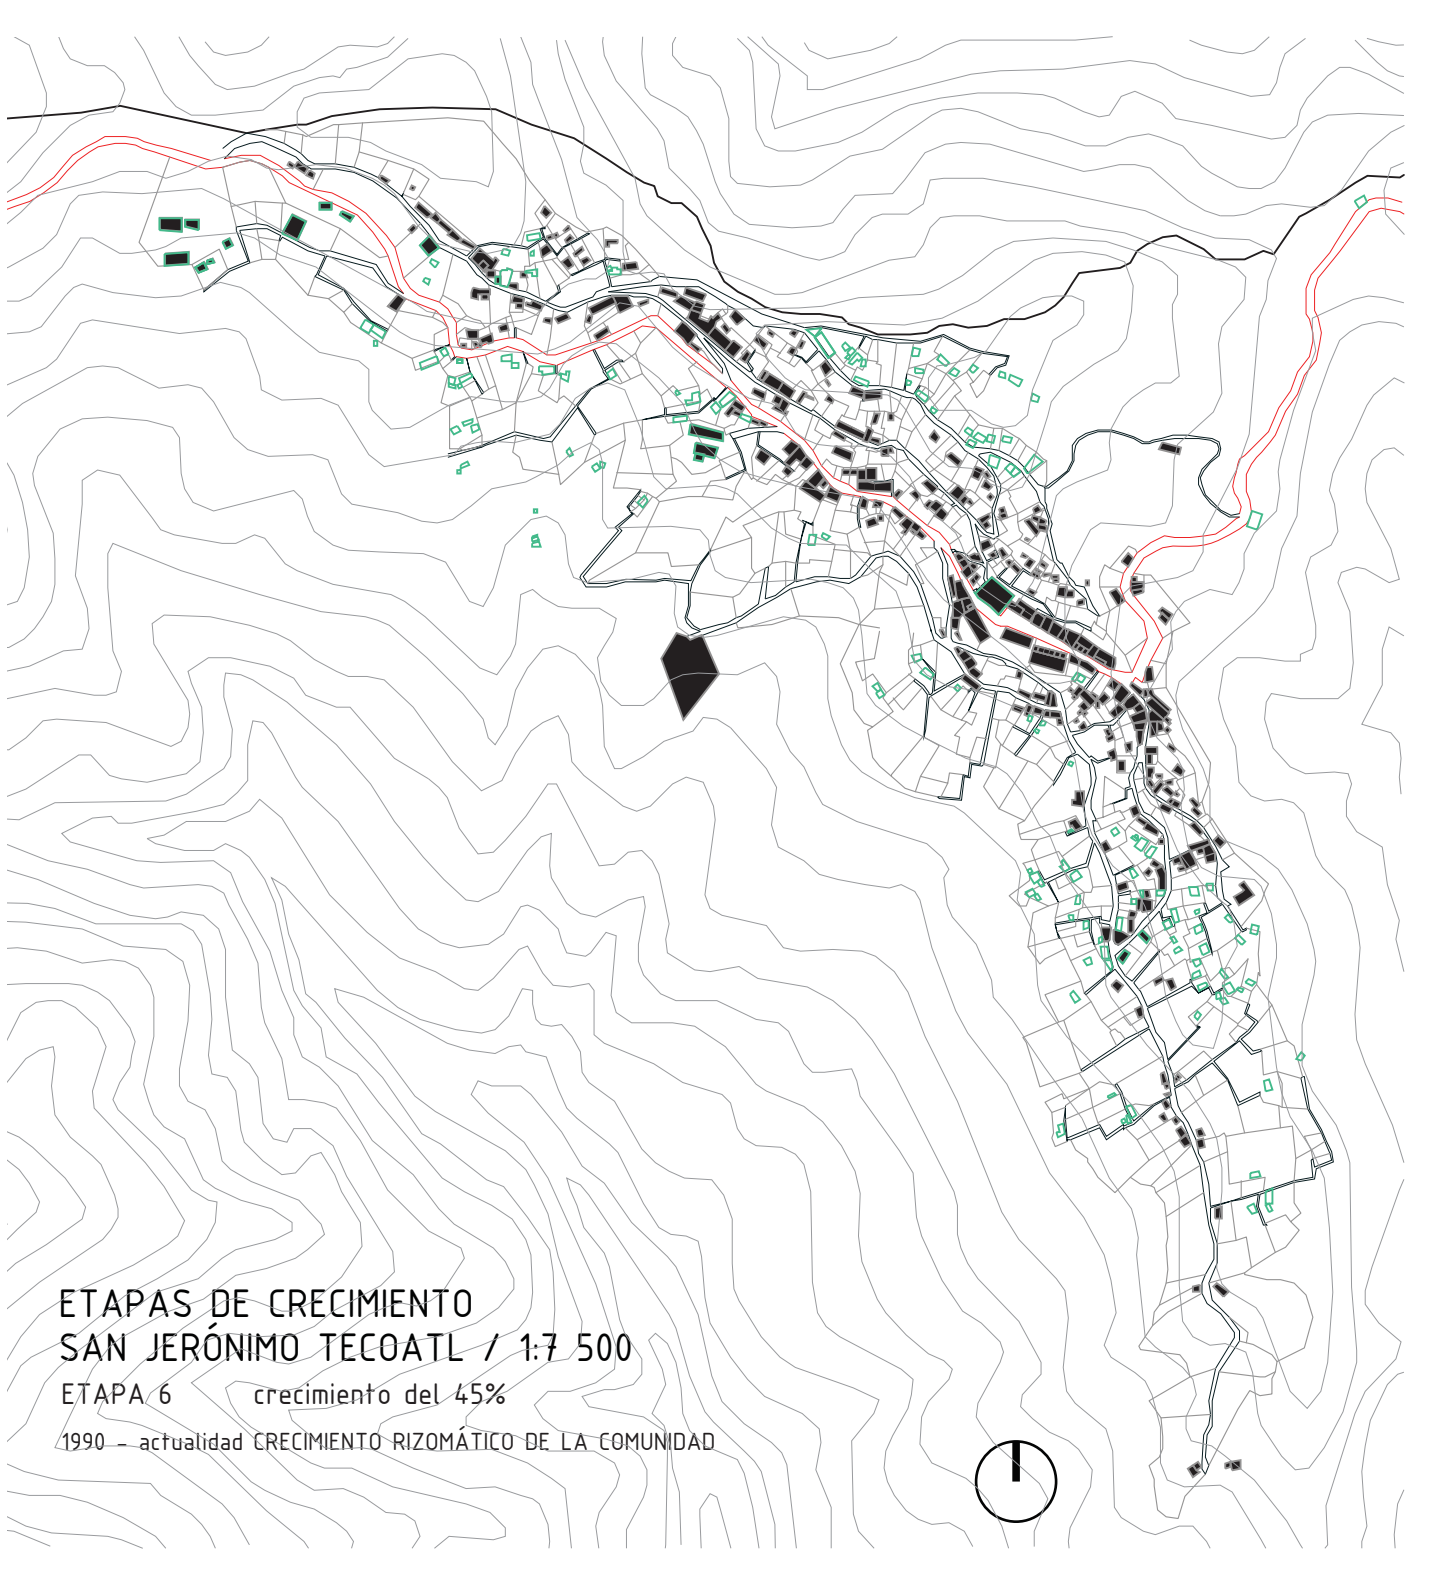 ETAPAS DE CRECIMIENTO
SAN JERÓNIMO TECOATL / 1:7 500
ETAPA 6 crecimiento del 45%
1990 - actualidad CRECIMIENTO RIZOMÁTICO DE LA COMUNIDAD